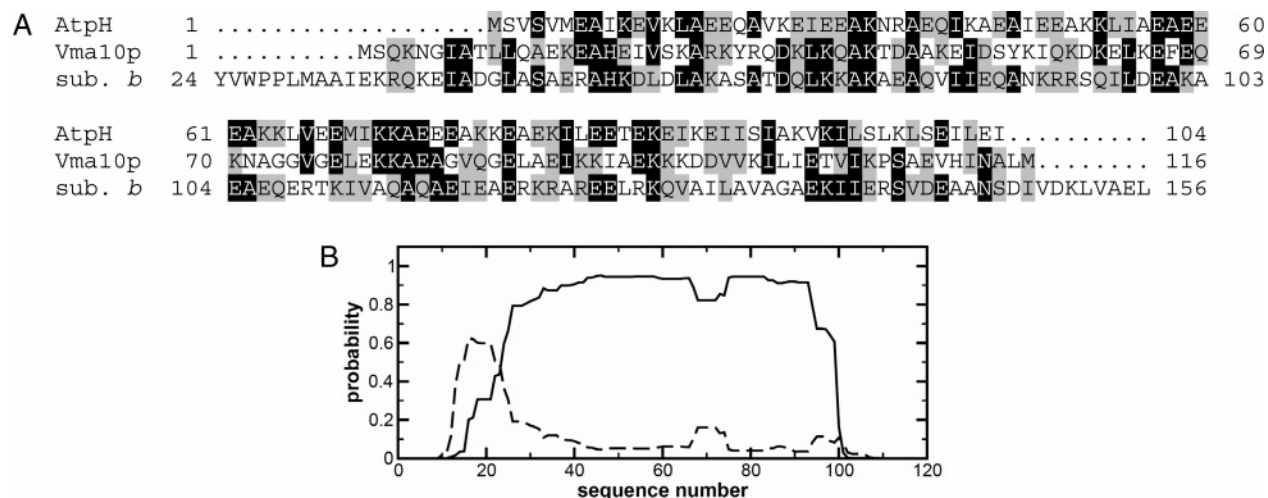 A
AtpH 1 ...................MSVSVMEAIKEVKLAEEQAVKEIEEAKNRAEQIKAEAIEEAKKLIAEAEE 60
Vma10p 1 ..........MSQKNGIATLLQAEKEAHEIVSKARKYRQDKLKQAKTDAAKEIDSYKIQKDKELKEFEQ 69
sub. b 24 YVWPPLMAAIEKRQKEIADGLASAERAHKDLDLAKASATDQLKKAKAEAQVIIEQANKRRSQILDEAKA 103
AtpH 61 EAKKLVEEMIKKAEEEAKKEAEKILEETEKEIKEIISIAKVKILSLKLSEILEI.......... 104
Vma10p 70 KNAGGVGELEKKAEAGVQGELAEIKKIAEKKKDDVVKILIETVIKPSAEVHINALM........ 116
sub. b 104 EAEQERTKIVAQAQAEIEAERKRAREELRKQVAILAVAGAEKIIERSVDEAANSDIVDKLVAEL 156
B
1
0.8
0.6
0.4
0.2
0
probability
0 20 40 60 80 100 120
sequence number